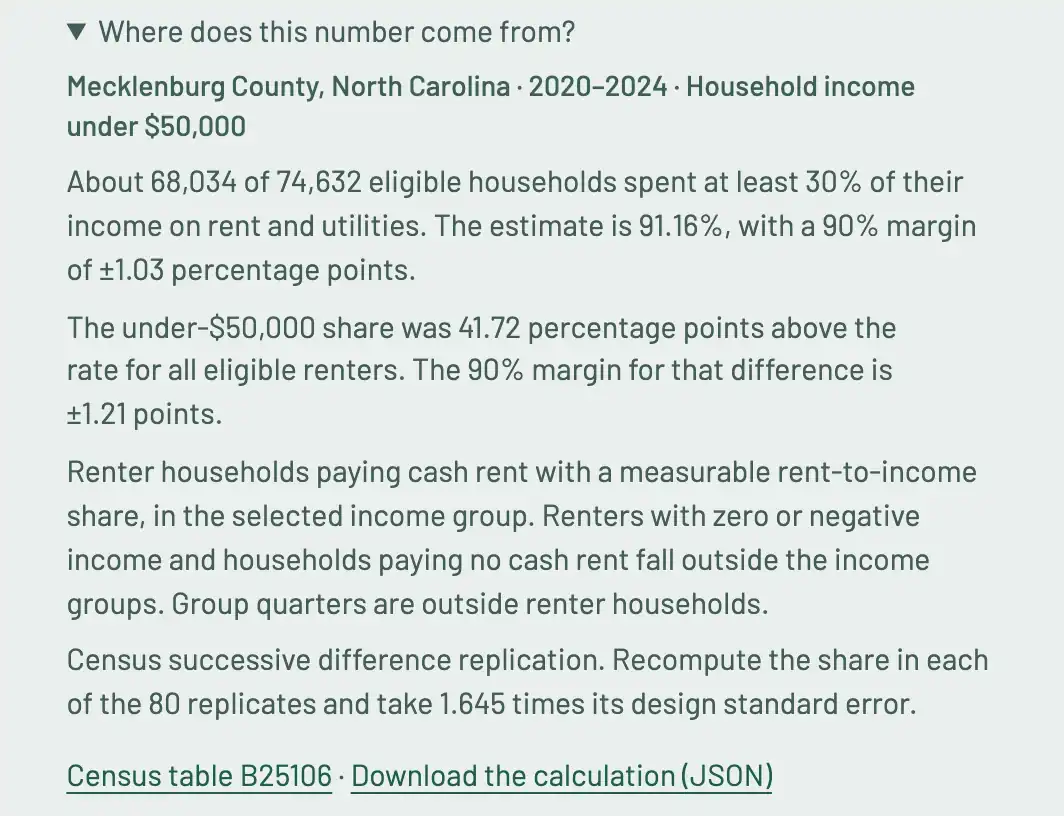 ▼ Where does this number come from?
Mecklenburg County, North Carolina · 2020–2024 · Household income
under $50,000
About 68,034 of 74,632 eligible households spent at least 30% of their
income on rent and utilities. The estimate is 91.16%, with a 90% margin
of ±1.03 percentage points.
The under-$50,000 share was 41.72 percentage points above the
rate for all eligible renters. The 90% margin for that difference is
±1.21 points.
Renter households paying cash rent with a measurable rent-to-income
share, in the selected income group. Renters with zero or negative
income and households paying no cash rent fall outside the income
groups. Group quarters are outside renter households.
Census successive difference replication. Recompute the share in each
of the 80 replicates and take 1.645 times its design standard error.
Census table B25106 · Download the calculation (JSON)